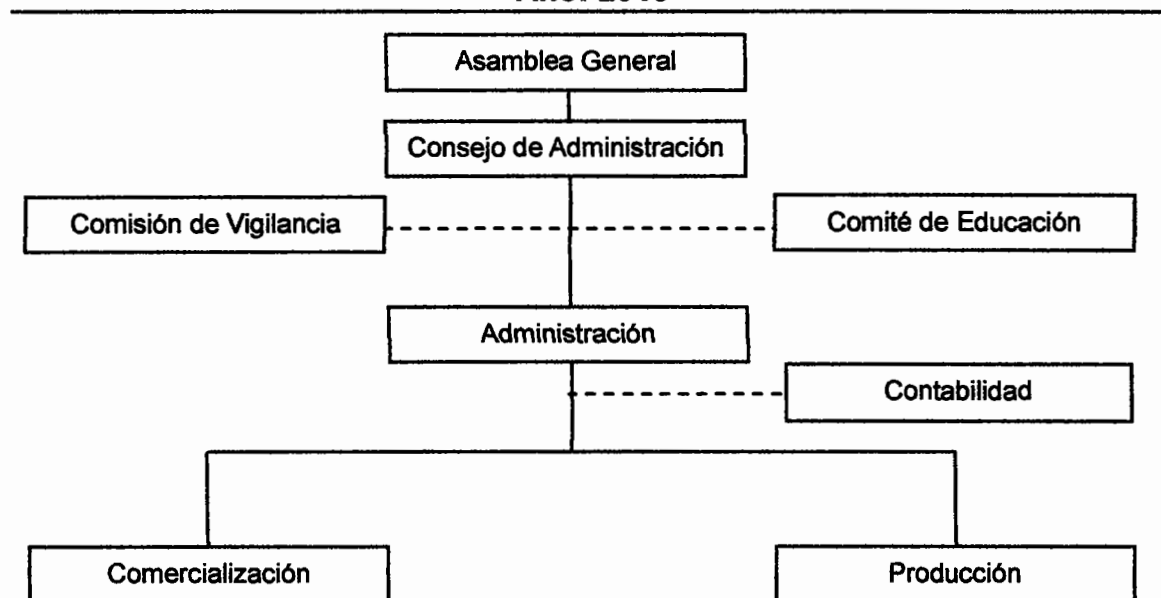 Asamblea General
Consejo de Administración
Comisión de Vigilancia
Comité de Educación
Administración
Contabilidad
Comercialización
Producción